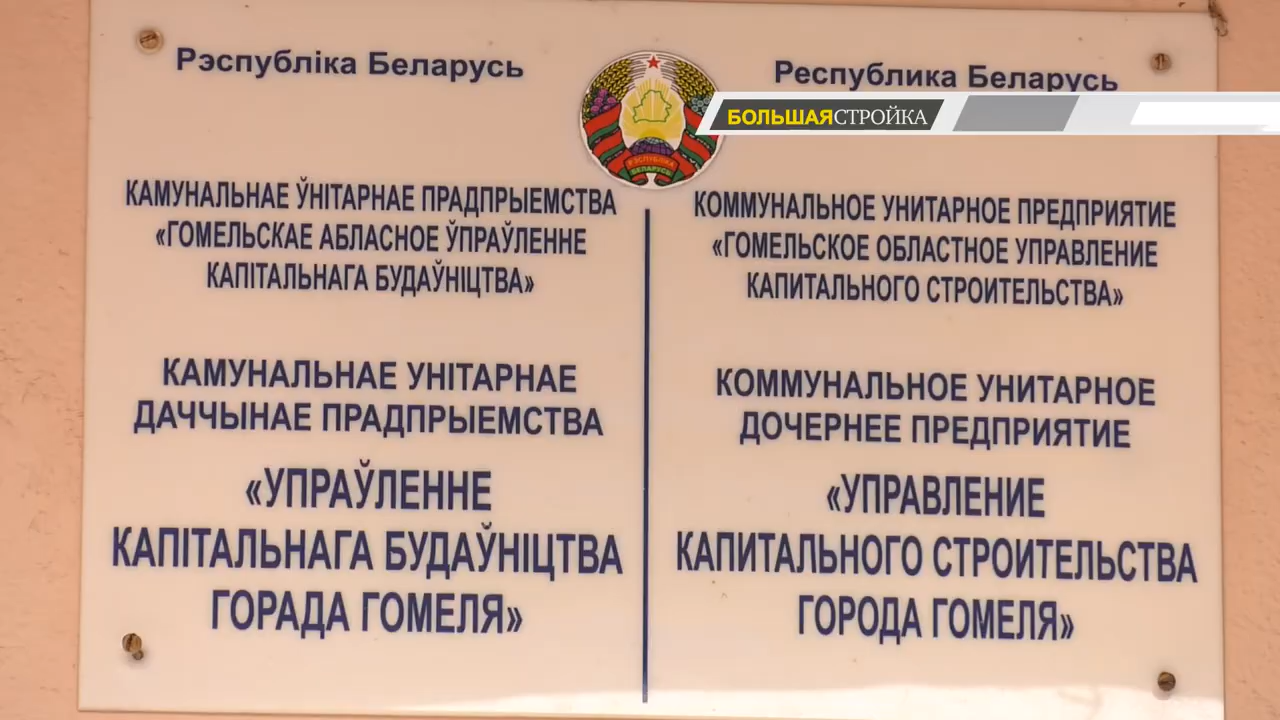 Рэспубліка Беларусь
КАМУНАЛЬНАЕ ЎНІТАРНАЕ ПРАДПРЫЕМСТВА
«ГОМЕЛЬСКАЕ АБЛАСНОЕ ЎПРАЎЛЕННЕ
КАПІТАЛЬНАГА БУДАЎНІЦТВА»
КАМУНАЛЬНАЕ УНІТАРНАЕ
ДАЧЧЫНАЕ ПРАДПРЫЕМСТВА
«УПРАЎЛЕННЕ
КАПІТАЛЬНАГА БУДАЎНІЦТВА
ГОРАДА ГОМЕЛЯ»
РЭСПУБЛІКА
БЕЛАРУСЬ
Республика Беларусь
БОЛЬШАЯСТРОЙКА
КОММУНАЛЬНОЕ УНИТАРНОЕ ПРЕДПРИЯТИЕ
«ГОМЕЛЬСКОЕ ОБЛАСТНОЕ УПРАВЛЕНИЕ
КАПИТАЛЬНОГО СТРОИТЕЛЬСТВА»
КОММУНАЛЬНОЕ УНИТАРНОЕ
ДОЧЕРНЕЕ ПРЕДПРИЯТИЕ
«УПРАВЛЕНИЕ
КАПИТАЛЬНОГО СТРОИТЕЛЬСТВА
ГОРОДА ГОМЕЛЯ»